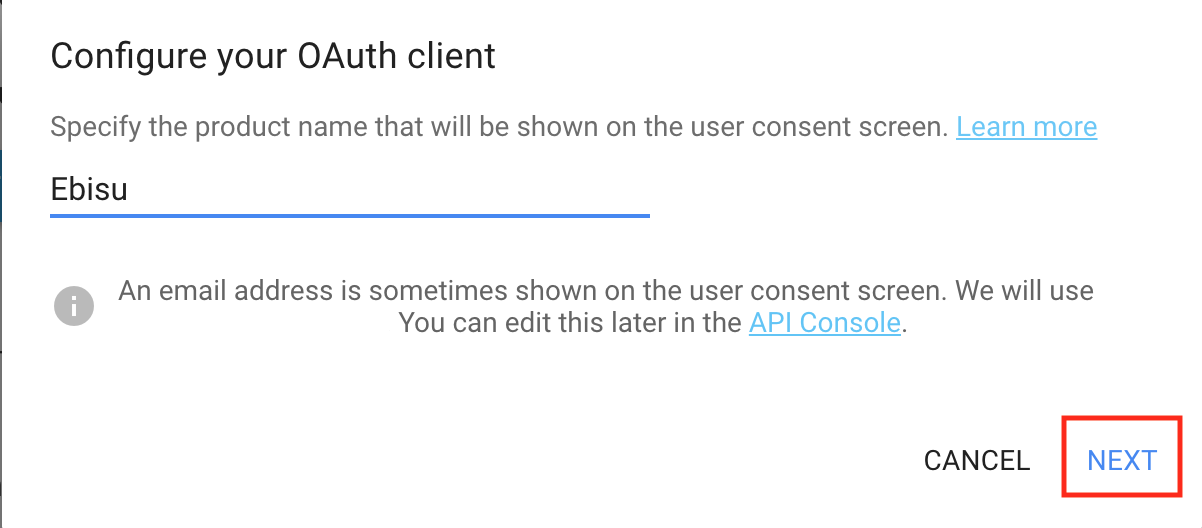 Configure your OAuth client
Specify the product name that will be shown on the user consent screen. Learn more
Ebisu
An email address is sometimes shown on the user consent screen. We will use
You can edit this later in the API Console.
CANCEL NEXT